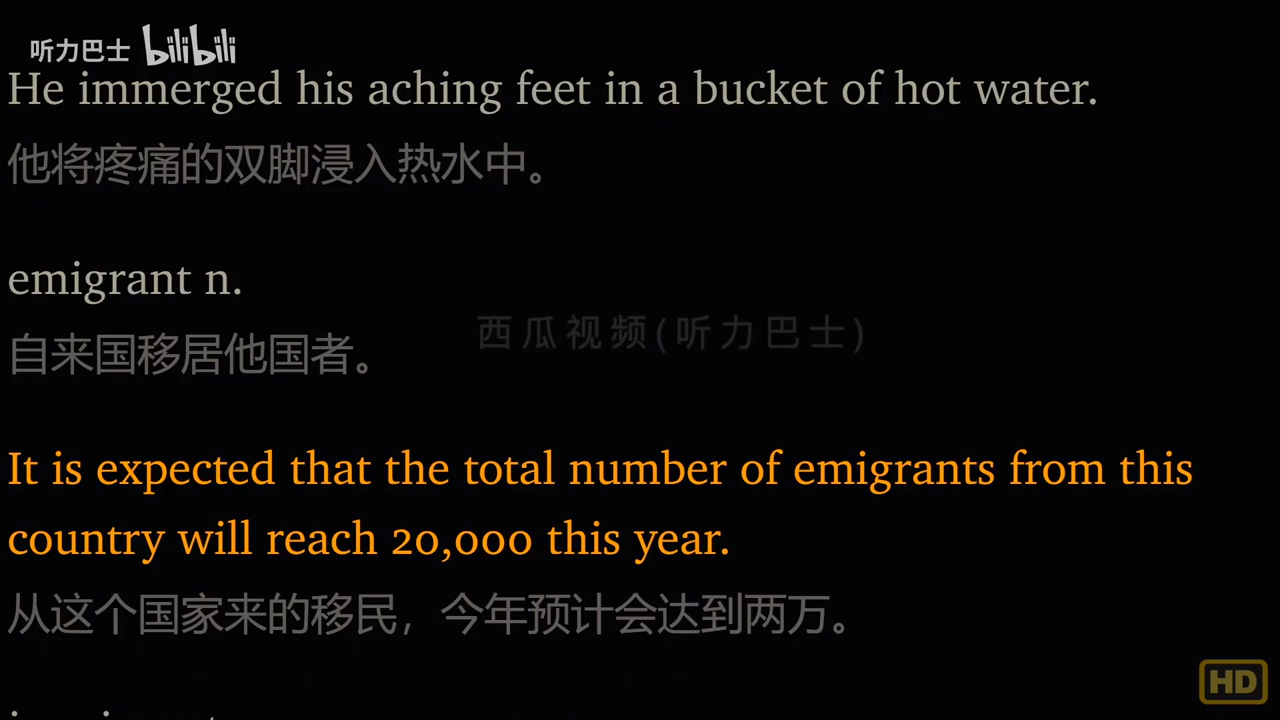 听力巴士 bilibili
He immerged his aching feet in a bucket of hot water.
他将疼痛的双脚浸入热水中。
emigrant n.
自来国移居他国者。
西瓜视频(听力巴士)
It is expected that the total number of emigrants from this
country will reach 20,000 this year.
从这个国家来的移民，今年预计会达到两万。
HD